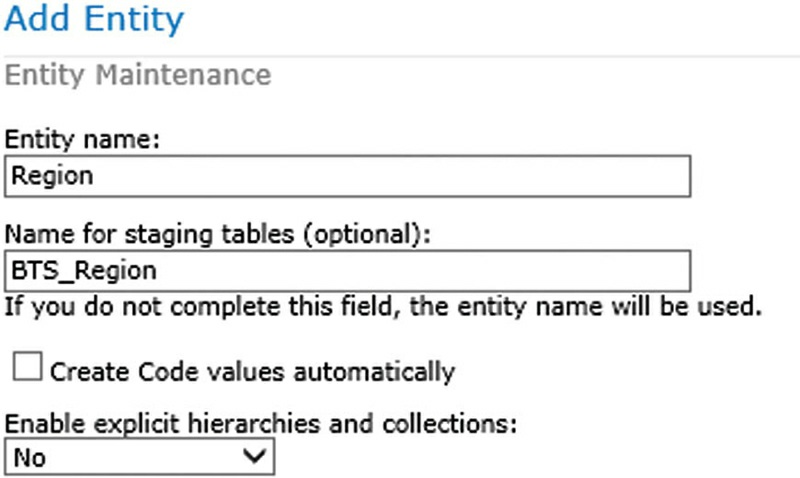 Add Entity
Entity Maintenance
Entity name:
Region
Name for staging tables (optional):
BTS_Region
If you do not complete this field, the entity name will be used.
Create Code values automatically
Enable explicit hierarchies and collections:
No